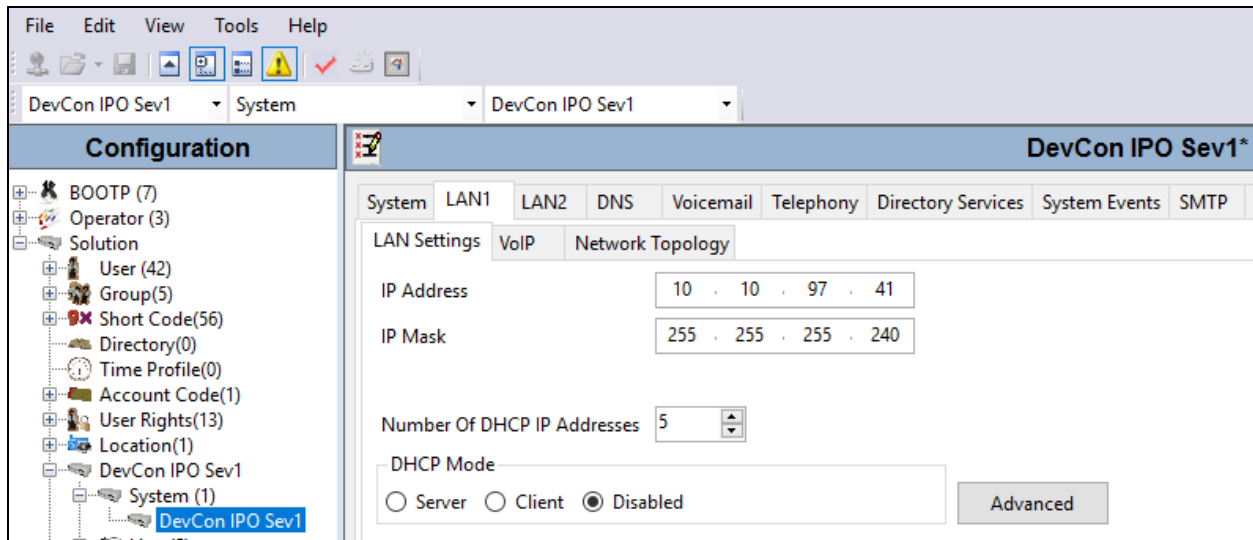 File Edit View Tools Help
DevCon IPO Sev1 System DevCon IPO Sev1
Configuration
DevCon IPO Sev1*
BOOTP (7)
Operator (3)
Solution
User (42)
Group(5)
Short Code(56)
Directory(0)
Time Profile(0)
Account Code(1)
User Rights(13)
Location(1)
DevCon IPO Sev1
System (1)
DevCon IPO Sev1
System LAN1 LAN2 DNS Voicemail Telephony Directory Services System Events SMTP
LAN Settings VoIP Network Topology
IP Address 10 . 10 . 97 . 41
IP Mask 255 . 255 . 255 . 240
Number Of DHCP IP Addresses 5
DHCP Mode
Server Client Disabled
Advanced